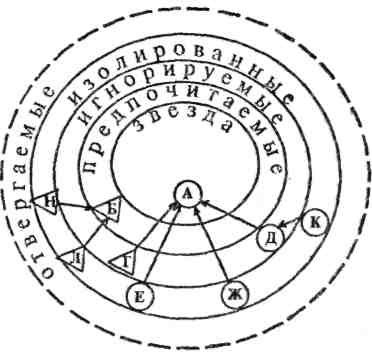 отвергаемые
изолированные
игнорируемые
предпочитаемые
звезда
А
Н
Б
К
Д
Г
Е
Ж